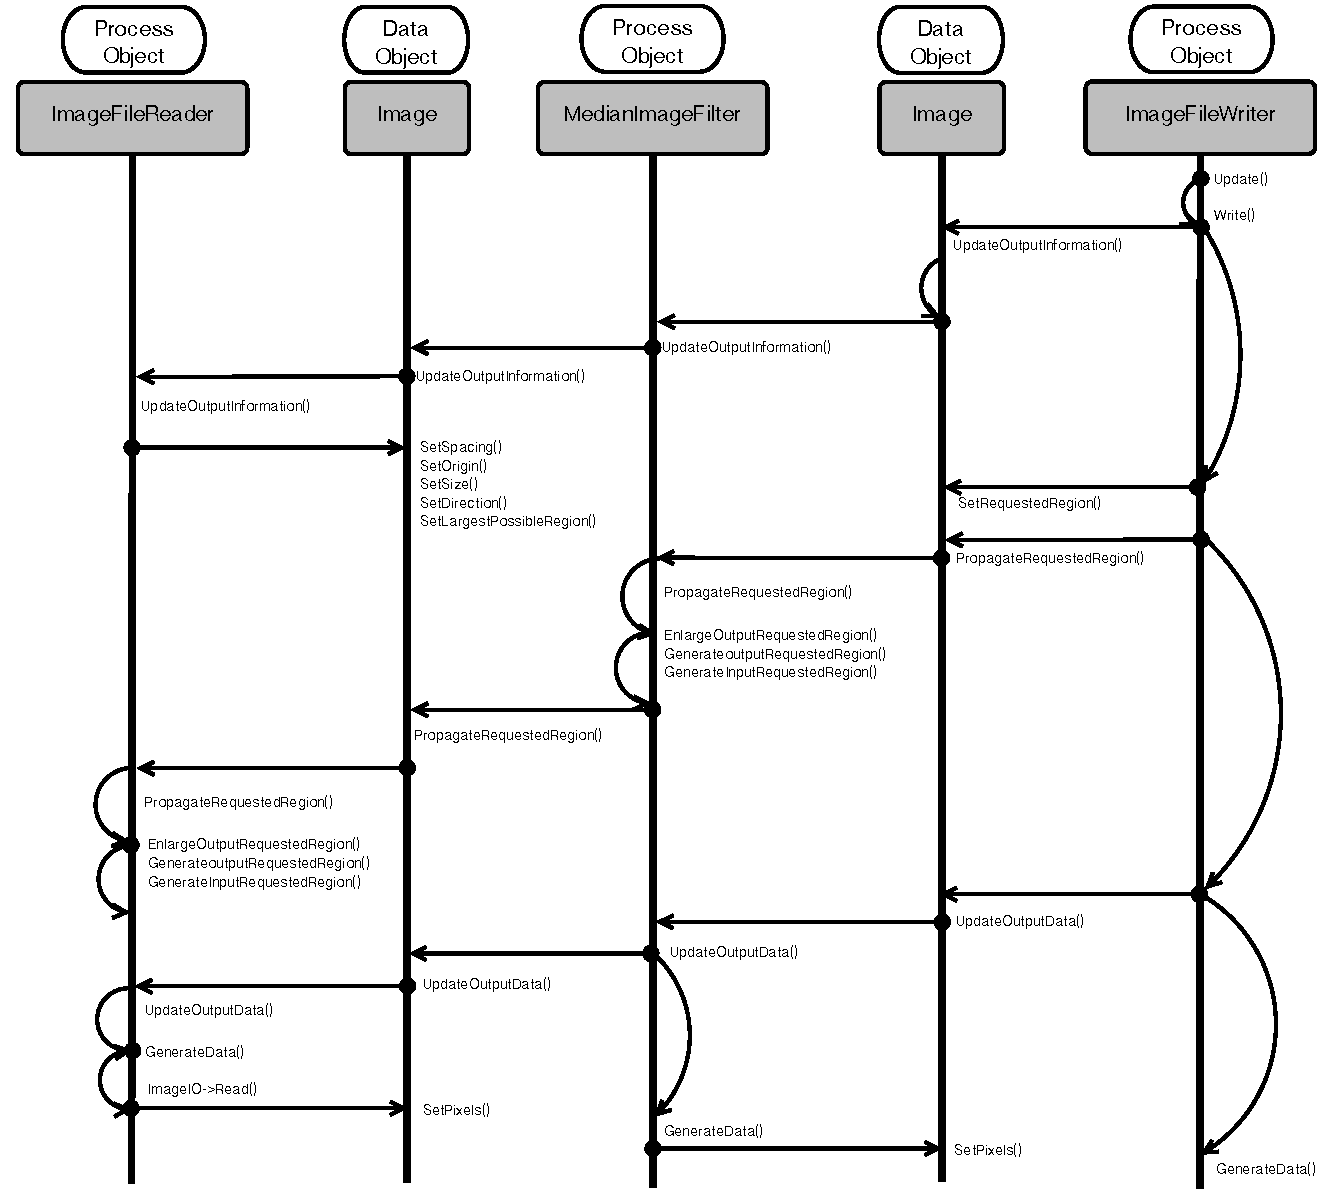 Process
Object
Data
Object
Process
Object
Data
Object
Process
Object
ImageFileReader
Image
MedianImageFilter
Image
ImageFileWriter
Update()
Write()
UpdateOutputInformation()
UpdateOutputInformation()
UpdateOutputInformation()
UpdateOutputInformation()
SetSpacing()
SetOrigin()
SetSize()
SetDirection()
SetLargestPossibleRegion()
SetRequestedRegion()
PropagateRequestedRegion()
PropagateRequestedRegion()
EnlargeOutputRequestedRegion()
GenerateoutputRequestedRegion()
GenerateInputRequestedRegion()
PropagateRequestedRegion()
PropagateRequestedRegion()
EnlargeOutputRequestedRegion()
GenerateoutputRequestedRegion()
GenerateInputRequestedRegion()
UpdateOutputData()
UpdateOutputData()
UpdateOutputData()
UpdateOutputData()
GenerateData()
ImageIO->Read()
SetPixels()
GenerateData()
SetPixels()
GenerateData()